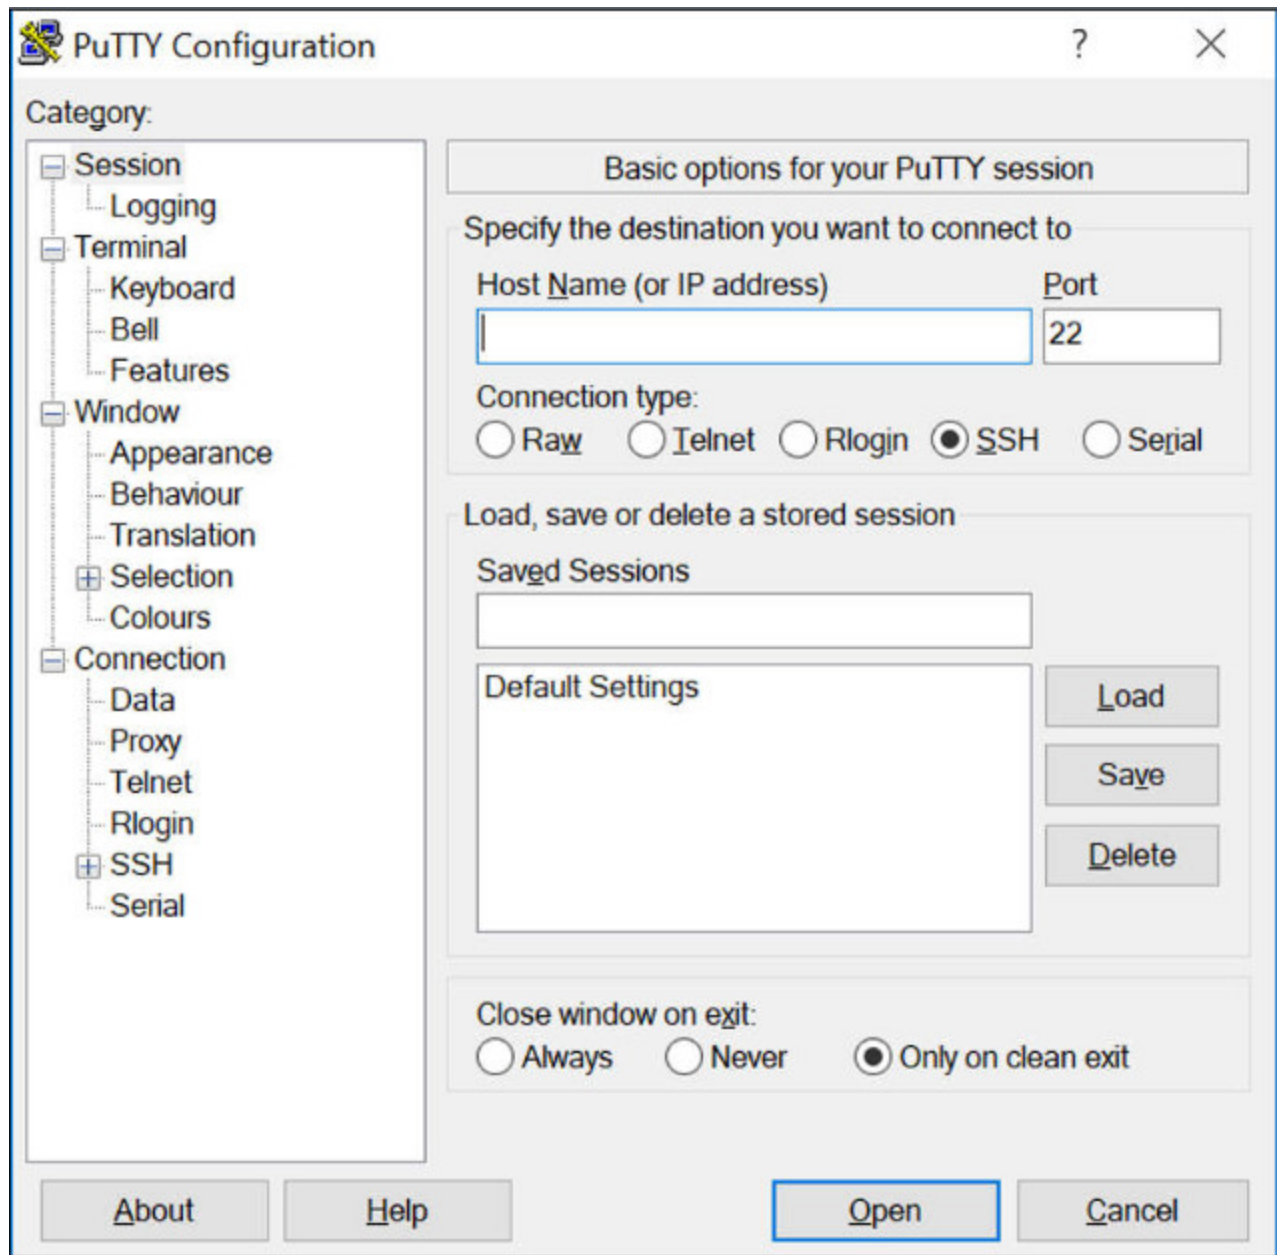 PuTTY Configuration
?
Category:
Session
Logging
Terminal
Keyboard
Bell
Features
Window
Appearance
Behaviour
Translation
Selection
Colours
Connection
Data
Proxy
Telnet
Rlogin
SSH
Serial
Basic options for your PuTTY session
Specify the destination you want to connect to
Host Name (or IP address) Port
22
Connection type:
Raw Telnet Rlogin SSH Serial
Load, save or delete a stored session
Saved Sessions
Default Settings
Load
Save
Delete
Close window on exit:
Always Never Only on clean exit
About Help Open Cancel